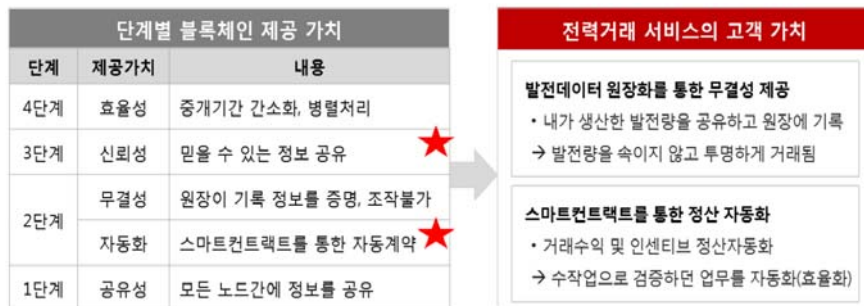 단계별 블록체인 제공 가치
단계 제공가치 내용
4단계 효율성 중개기관 간소화, 병렬처리
3단계 신뢰성 믿을 수 있는 정보 공유
2단계 무결성 원장이 기록 정보를 증명, 조작불가
자동화 스마트컨트랙트를 통한 자동계약
1단계 공유성 모든 노드간에 정보를 공유
전력거래 서비스의 고객 가치
발전데이터 원장화를 통한 무결성 제공
• 내가 생산한 발전량을 공유하고 원장에 기록
→ 발전량을 속이지 않고 투명하게 거래됨
스마트컨트랙트를 통한 정산 자동화
• 거래수익 및 인센티브 정산자동화
→ 수작업으로 검증하던 업무를 자동화(효율화)